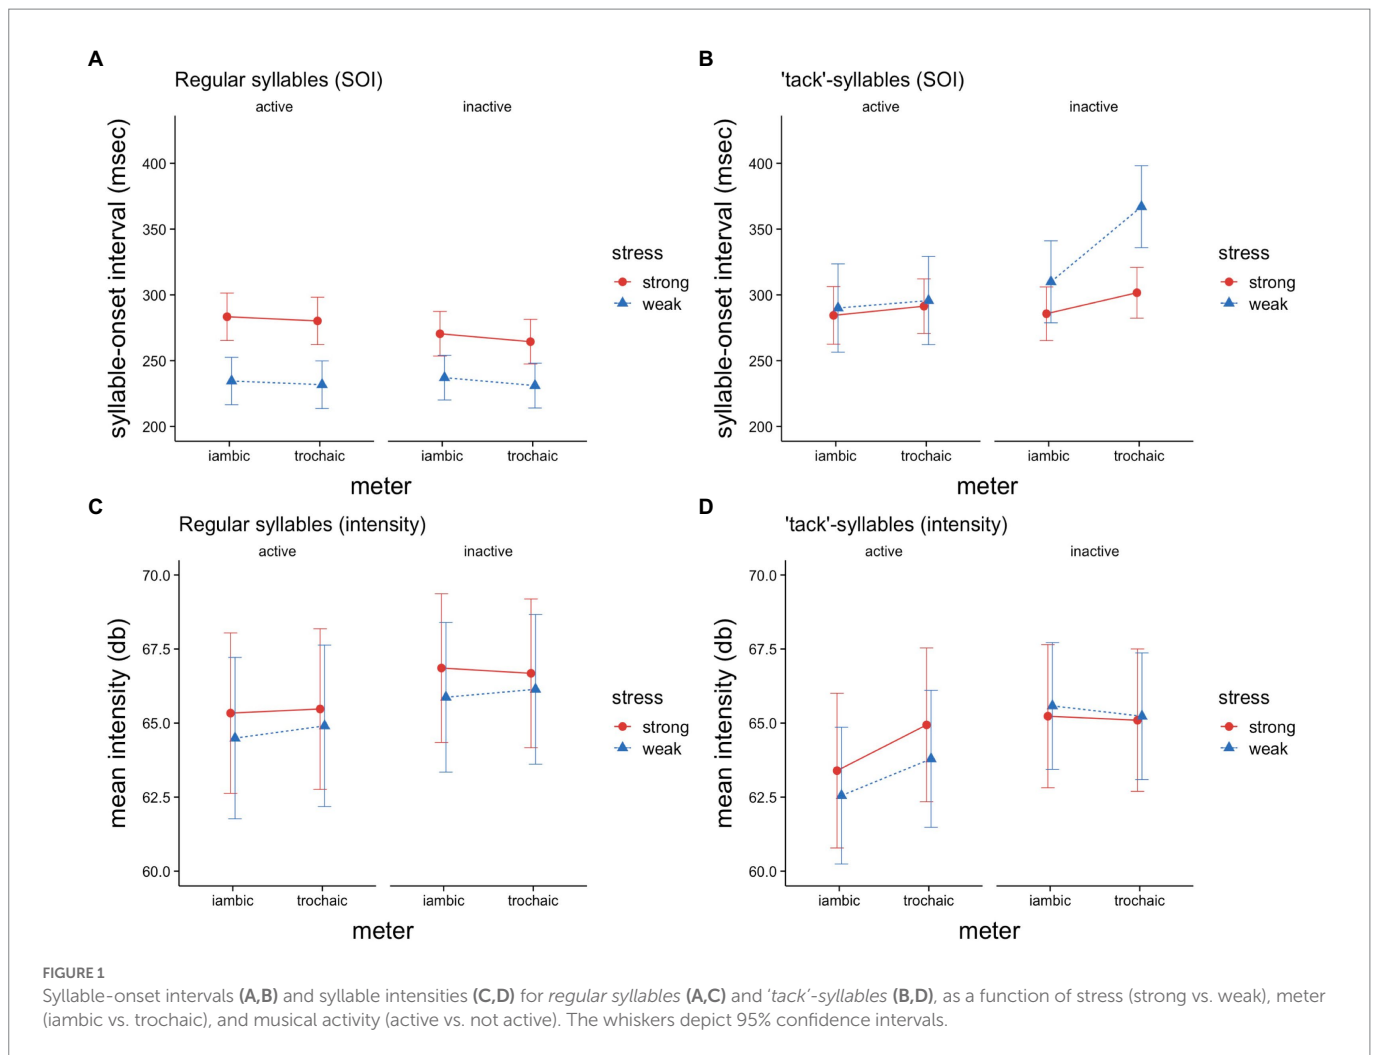 A
Regular syllables (SOI)
active
inactive
syllable-onset interval (msec)
400
350
300
250
200
iambic
trochaic
iambic
trochaic
meter
stress
strong
weak
B
'tack'-syllables (SOI)
active
inactive
syllable-onset interval (msec)
400
350
300
250
200
iambic
trochaic
iambic
trochaic
meter
stress
strong
weak
C
Regular syllables (intensity)
active
inactive
mean intensity (db)
70.0
67.5
65.0
62.5
60.0
iambic
trochaic
iambic
trochaic
meter
stress
strong
weak
D
'tack'-syllables (intensity)
active
inactive
mean intensity (db)
70.0
67.5
65.0
62.5
60.0
iambic
trochaic
iambic
trochaic
meter
stress
strong
weak
FIGURE 1
Syllable-onset intervals (A,B) and syllable intensities (C,D) for regular syllables (A,C) and 'tack'-syllables (B,D), as a function of stress (strong vs. weak), meter
(iambic vs. trochaic), and musical activity (active vs. not active). The whiskers depict 95% confidence intervals.